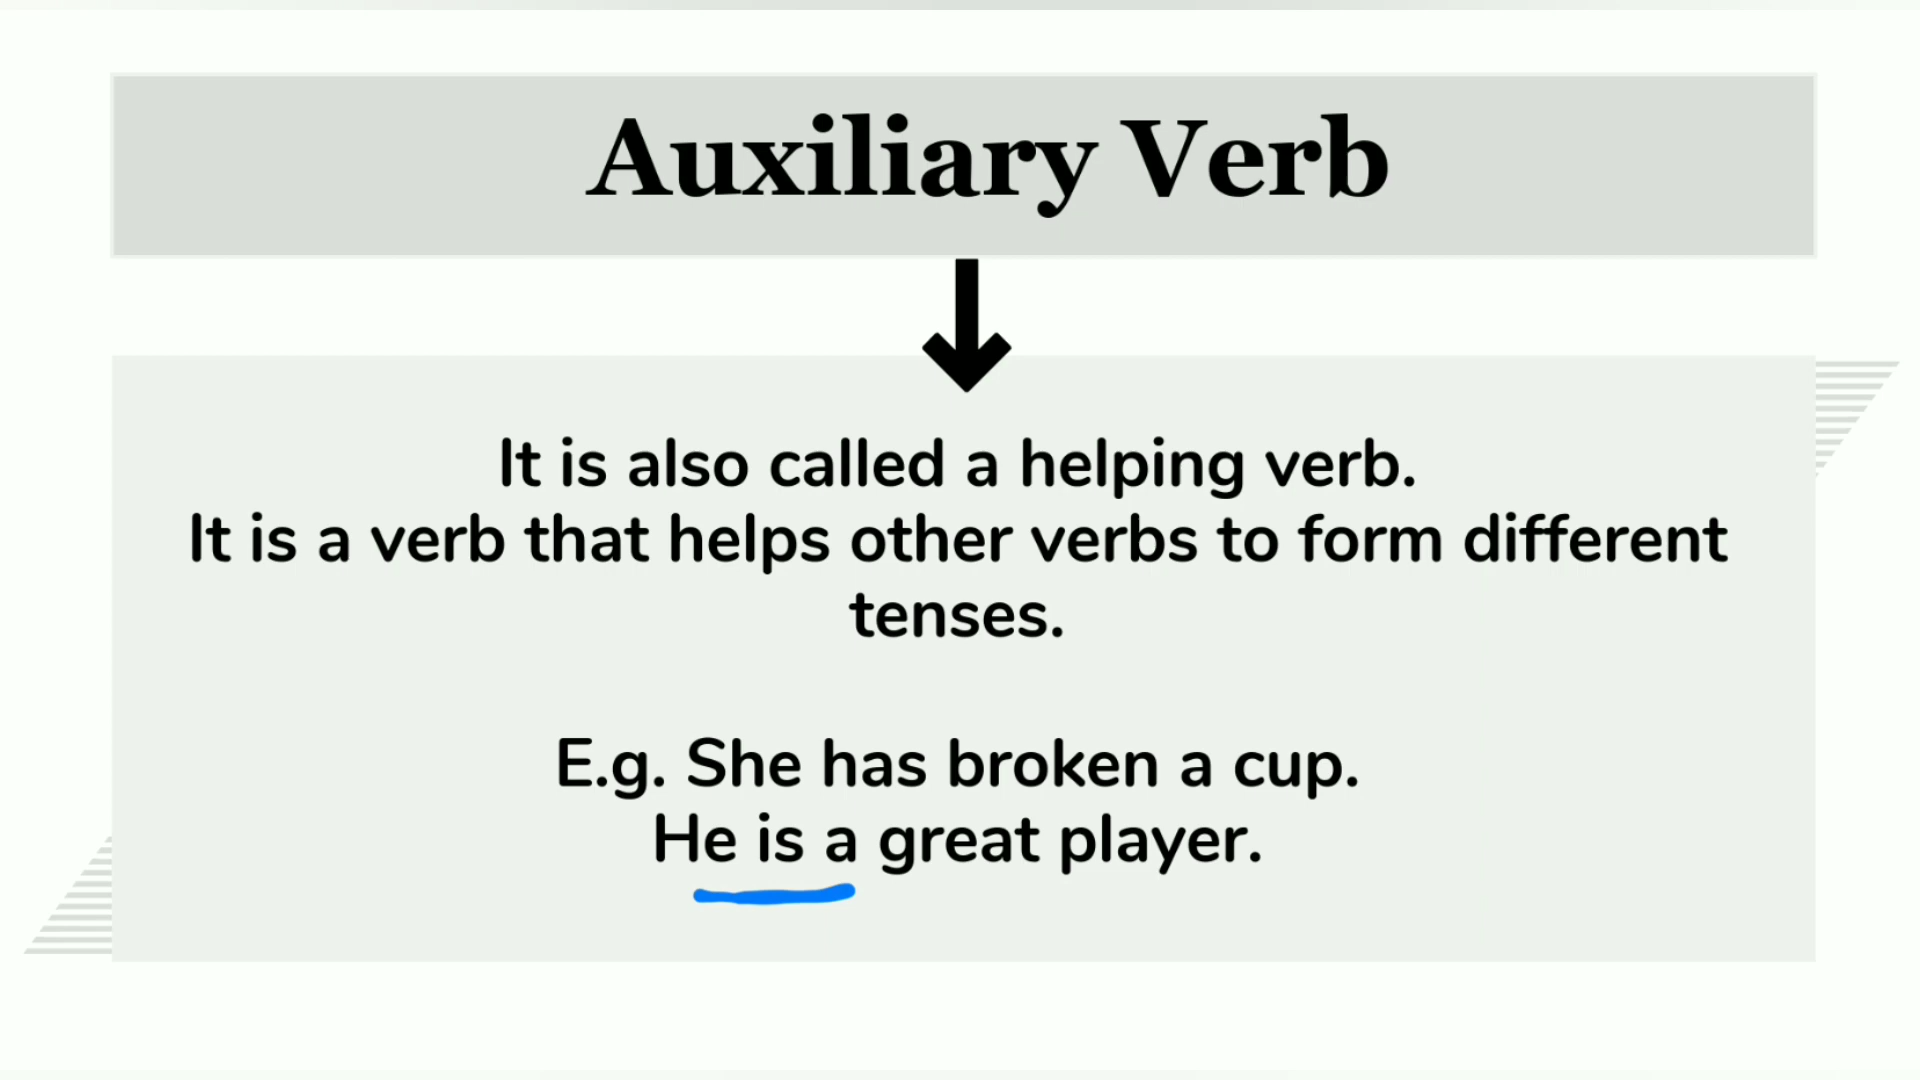 Auxiliary Verb
It is also called a helping verb.
It is a verb that helps other verbs to form different
tenses.
E.g. She has broken a cup.
He is a great player.